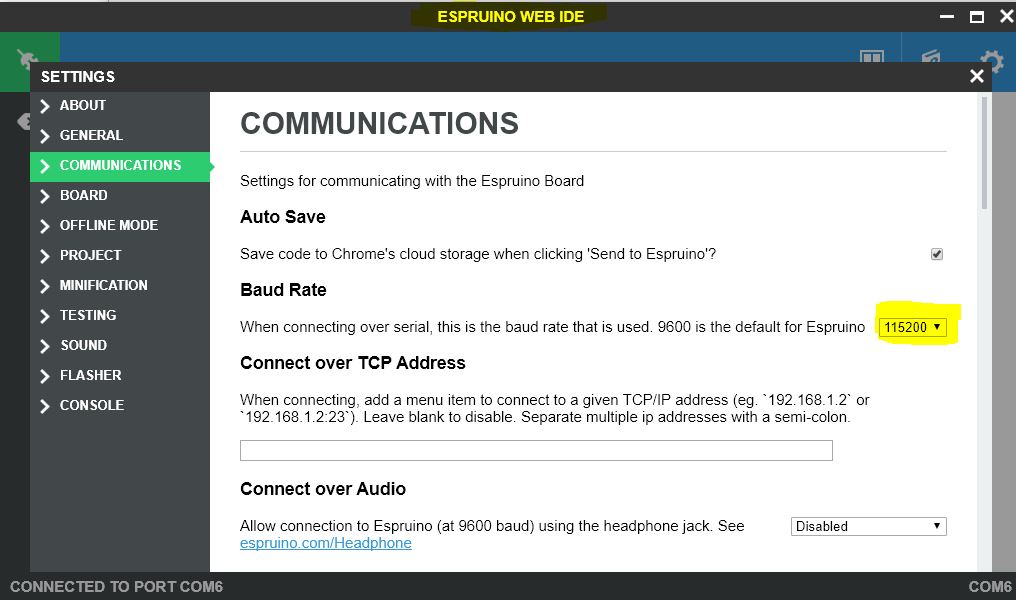 ESPRUINO WEB IDE
SETTINGS
ABOUT
GENERAL
COMMUNICATIONS
BOARD
OFFLINE MODE
PROJECT
MINIFICATION
TESTING
SOUND
FLASHER
CONSOLE
COMMUNICATIONS
Settings for communicating with the Espruino Board
Auto Save
Save code to Chrome's cloud storage when clicking 'Send to Espruino'?
Baud Rate
When connecting over serial, this is the baud rate that is used. 9600 is the default for Espruino 115200
Connect over TCP Address
When connecting, add a menu item to connect to a given TCP/IP address (eg. `192.168.1.2` or
`192.168.1.2:23`). Leave blank to disable. Separate multiple ip addresses with a semi-colon.
Connect over Audio
Allow connection to Espruino (at 9600 baud) using the headphone jack. See Disabled
espruino.com/Headphone
CONNECTED TO PORT COM6 COM6